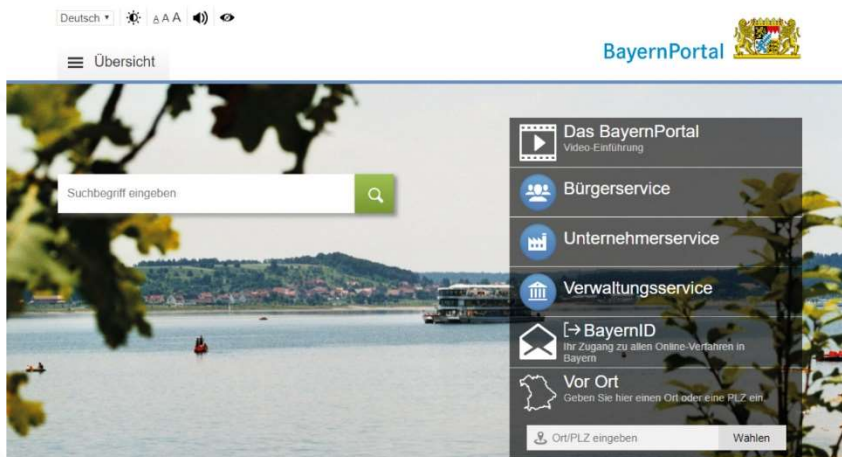 Deutsch
A A A
Übersicht
BayernPortal
Suchbegriff eingeben
Das BayernPortal
Video-Einführung
Bürgerservice
Unternehmerservice
Verwaltungsservice
BayernID
Ihr Zugang zu allen Online-Verfahren in
Bayern
Vor Ort
Geben Sie hier einen Ort oder eine PLZ ein.
Ort/PLZ eingeben
Wählen